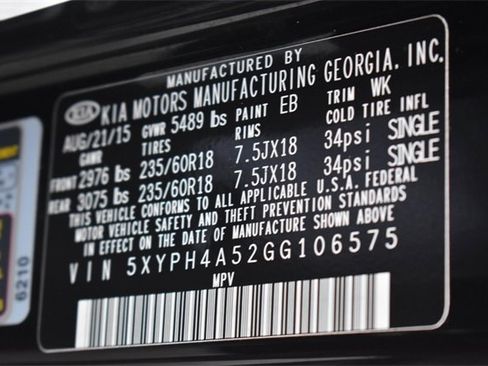 MANUFACTURED BY
KIA KIA MOTORS MANUFACTURING GEORGIA, INC.
AUG/21/15 GVWR 5489 lbs PAINT EB TRIM WK
GAWR TIRES RIMS COLD TIRE INFL
FRONT 2976 lbs 235/60R18 7.5JX18 34psi SINGLE
REAR 3075 lbs 235/60R18 7.5JX18 34psi SINGLE
THIS VEHICLE CONFORMS TO ALL APPLICABLE U.S.A. FEDERAL
MOTOR VEHICLE SAFETY AND THEFT PREVENTION STANDARDS
IN EFFECT ON THE DATE OF MANUFACTURE SHOWN ABOVE
VIN 5XYPH4A52GG106575
MPV
6210